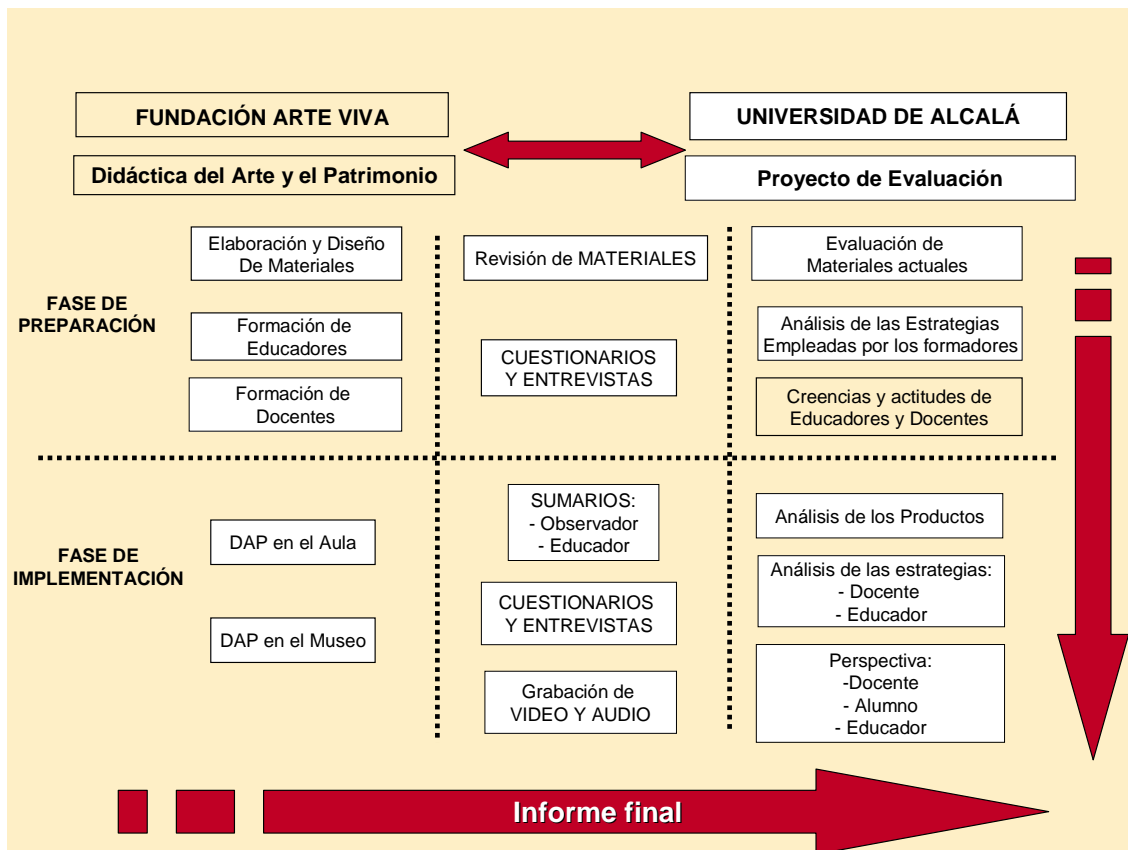 FUNDACIÓN ARTE VIVA
UNIVERSIDAD DE ALCALÁ
Didáctica del Arte y el Patrimonio
Proyecto de Evaluación
FASE DE
PREPARACIÓN
Elaboración y Diseño
De Materiales
Formación de
Educadores
Formación de
Docentes
Revisión de MATERIALES
CUESTIONARIOS
Y ENTREVISTAS
Evaluación de
Materiales actuales
Análisis de las Estrategias
Empleadas por los formadores
Creencias y actitudes de
Educadores y Docentes
FASE DE
IMPLEMENTACIÓN
DAP en el Aula
DAP en el Museo
SUMARIOS:
- Observador
- Educador
CUESTIONARIOS
Y ENTREVISTAS
Grabación de
VIDEO Y AUDIO
Análisis de los Productos
Análisis de las estrategias:
- Docente
- Educador
Perspectiva:
-Docente
- Alumno
- Educador
Informe final